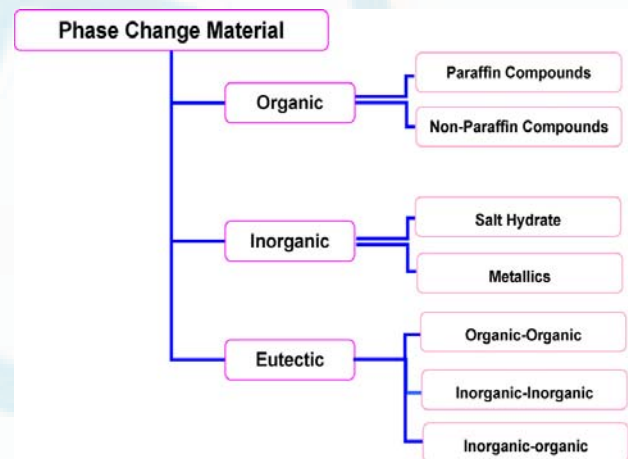 Phase Change Material
Organic
Paraffin Compounds
Non-Paraffin Compounds
Inorganic
Salt Hydrate
Metallics
Eutectic
Organic-Organic
Inorganic-Inorganic
Inorganic-organic